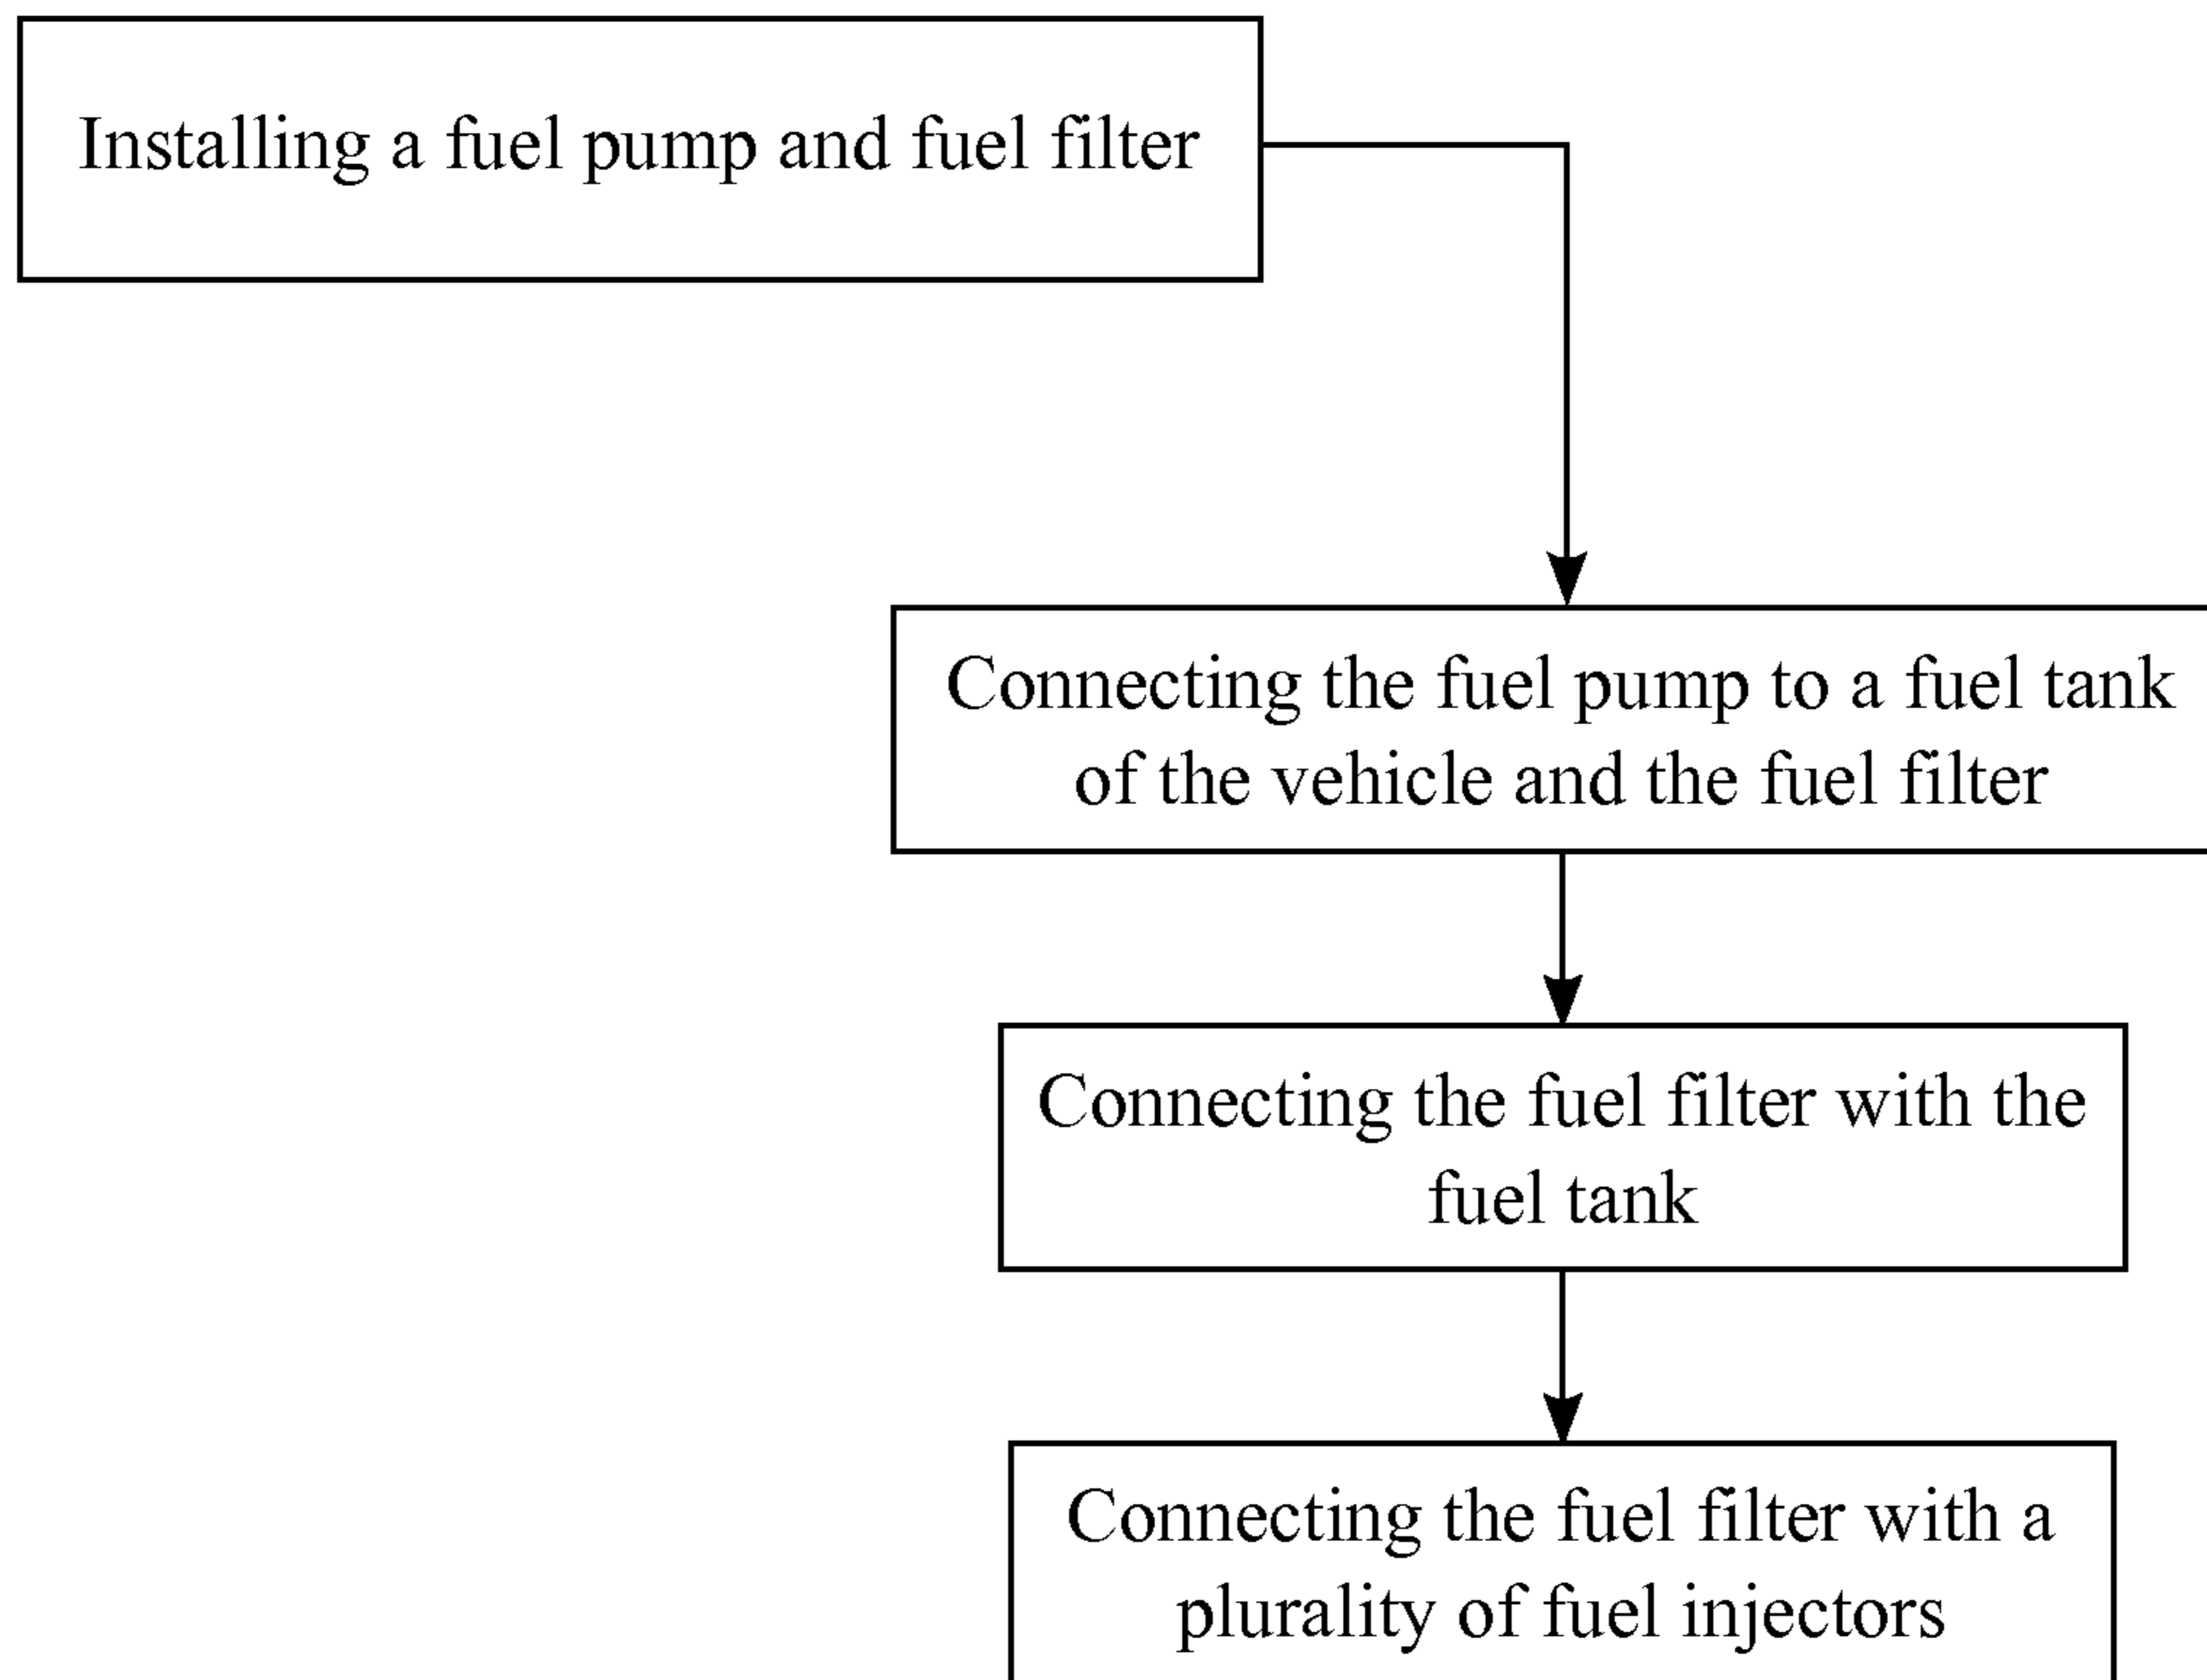 Installing a fuel pump and fuel filter
Connecting the fuel pump to a fuel tank
of the vehicle and the fuel filter
Connecting the fuel filter with the
fuel tank
Connecting the fuel filter with a
plurality of fuel injectors